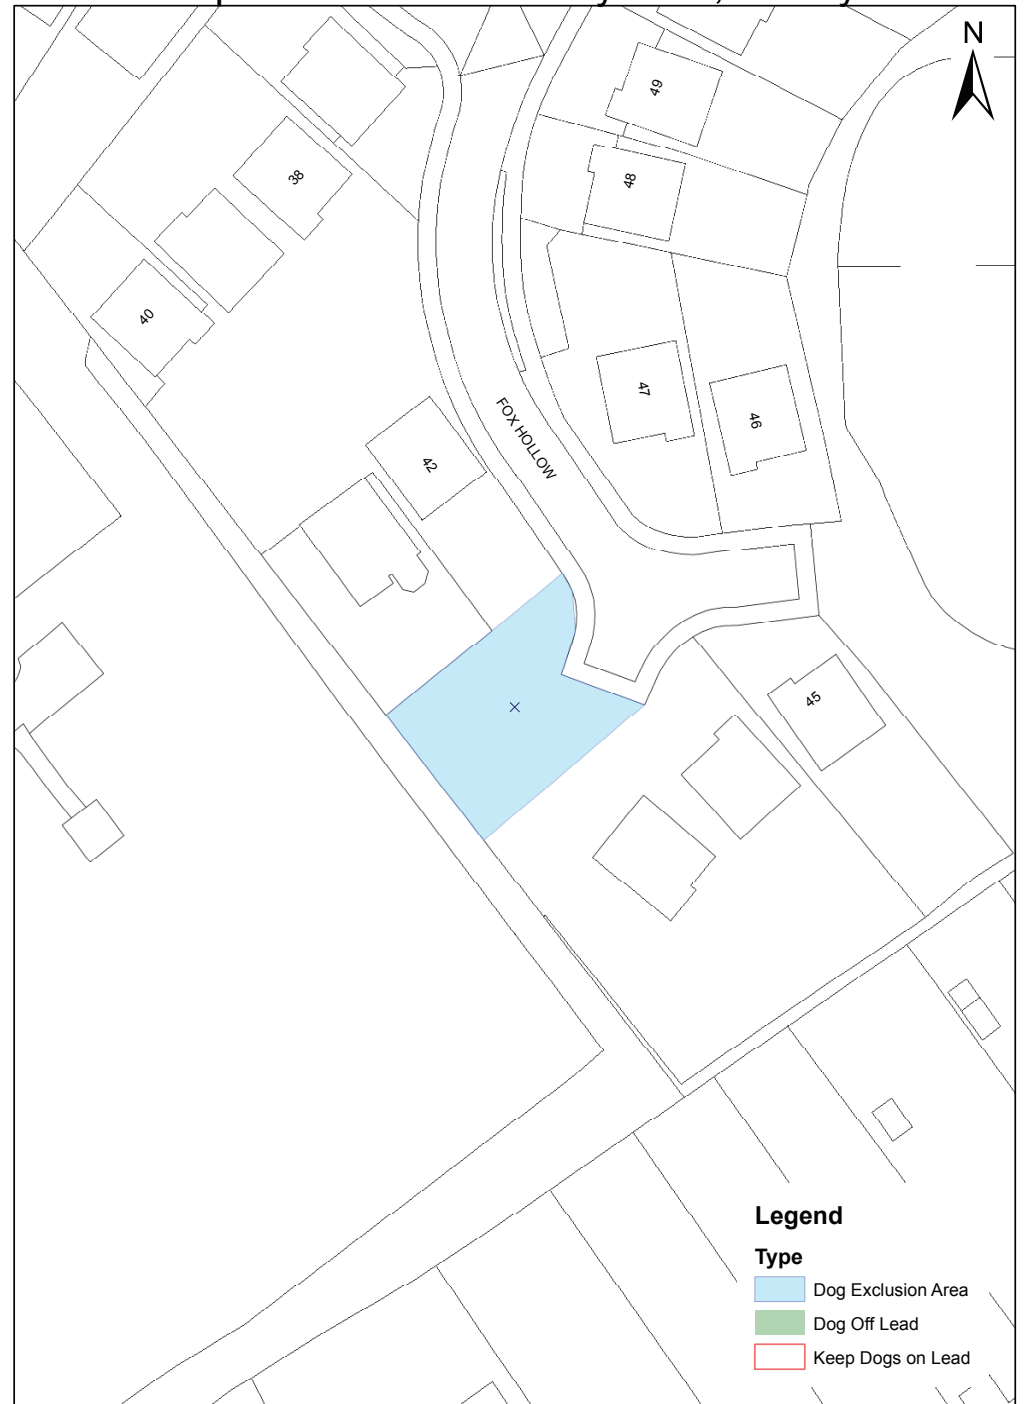 N
49
48
38
40
47
46
FOX HOLLOW
42
45
Legend
Type
Dog Exclusion Area
Dog Off Lead
Keep Dogs on Lead